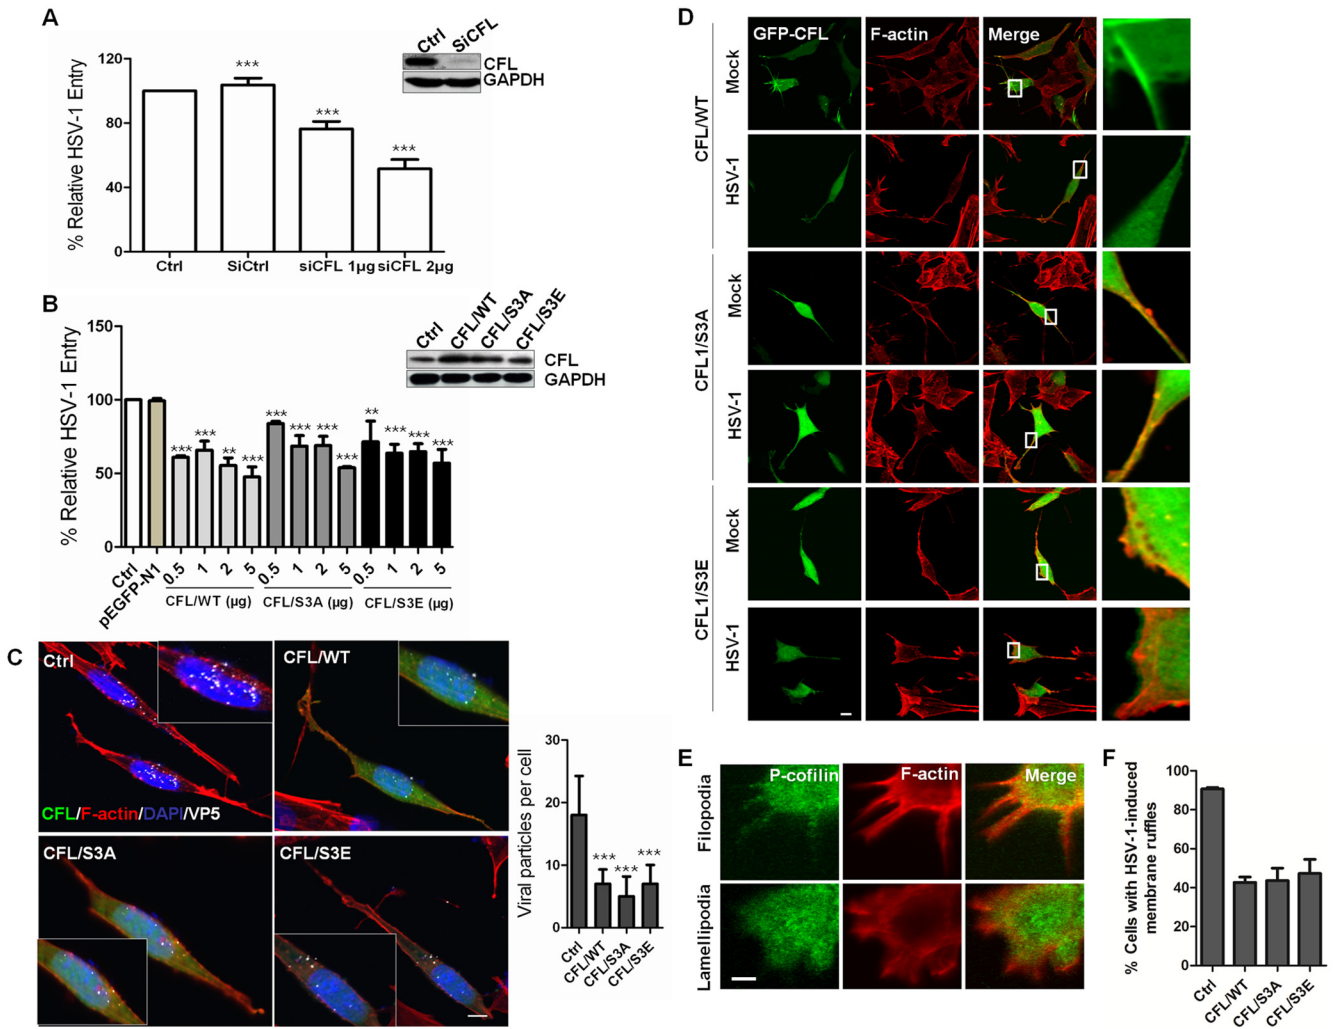 A
% Relative HSV-1 Entry
120
80
40
0
***
***
***
Ctrl
SiCtrl
siCFL 1µg
siCFL 2µg
Ctrl
SiCFL
CFL
GAPDH
B
% Relative HSV-1 Entry
150
100
50
0
***
***
**
***
***
***
***
***
**
***
***
***
Ctrl
pEGFP-N1
0.5
1
2
5
0.5
1
2
5
0.5
1
2
5
CFL/WT (µg)
CFL/S3A (µg)
CFL/S3E (µg)
Ctrl
CFL/WT
CFL/S3A
CFL/S3E
CFL
GAPDH
C
Ctrl
CFL/WT
CFL/F-actin/DAPI/VP5
CFL/S3A
CFL/S3E
Viral particles per cell
30
20
10
0
***
***
***
Ctrl
CFL/WT
CFL/S3A
CFL/S3E
D
GFP-CFL
F-actin
Merge
CFL/WT
Mock
HSV-1
CFL1/S3A
Mock
HSV-1
CFL1/S3E
Mock
HSV-1
E
P-cofilin
F-actin
Merge
Filopodia
Lamellipodia
F
% Cells with HSV-1-induced
membrane ruffles
100
80
60
40
20
0
Ctrl
CFL/WT
CFL/S3A
CFL/S3E